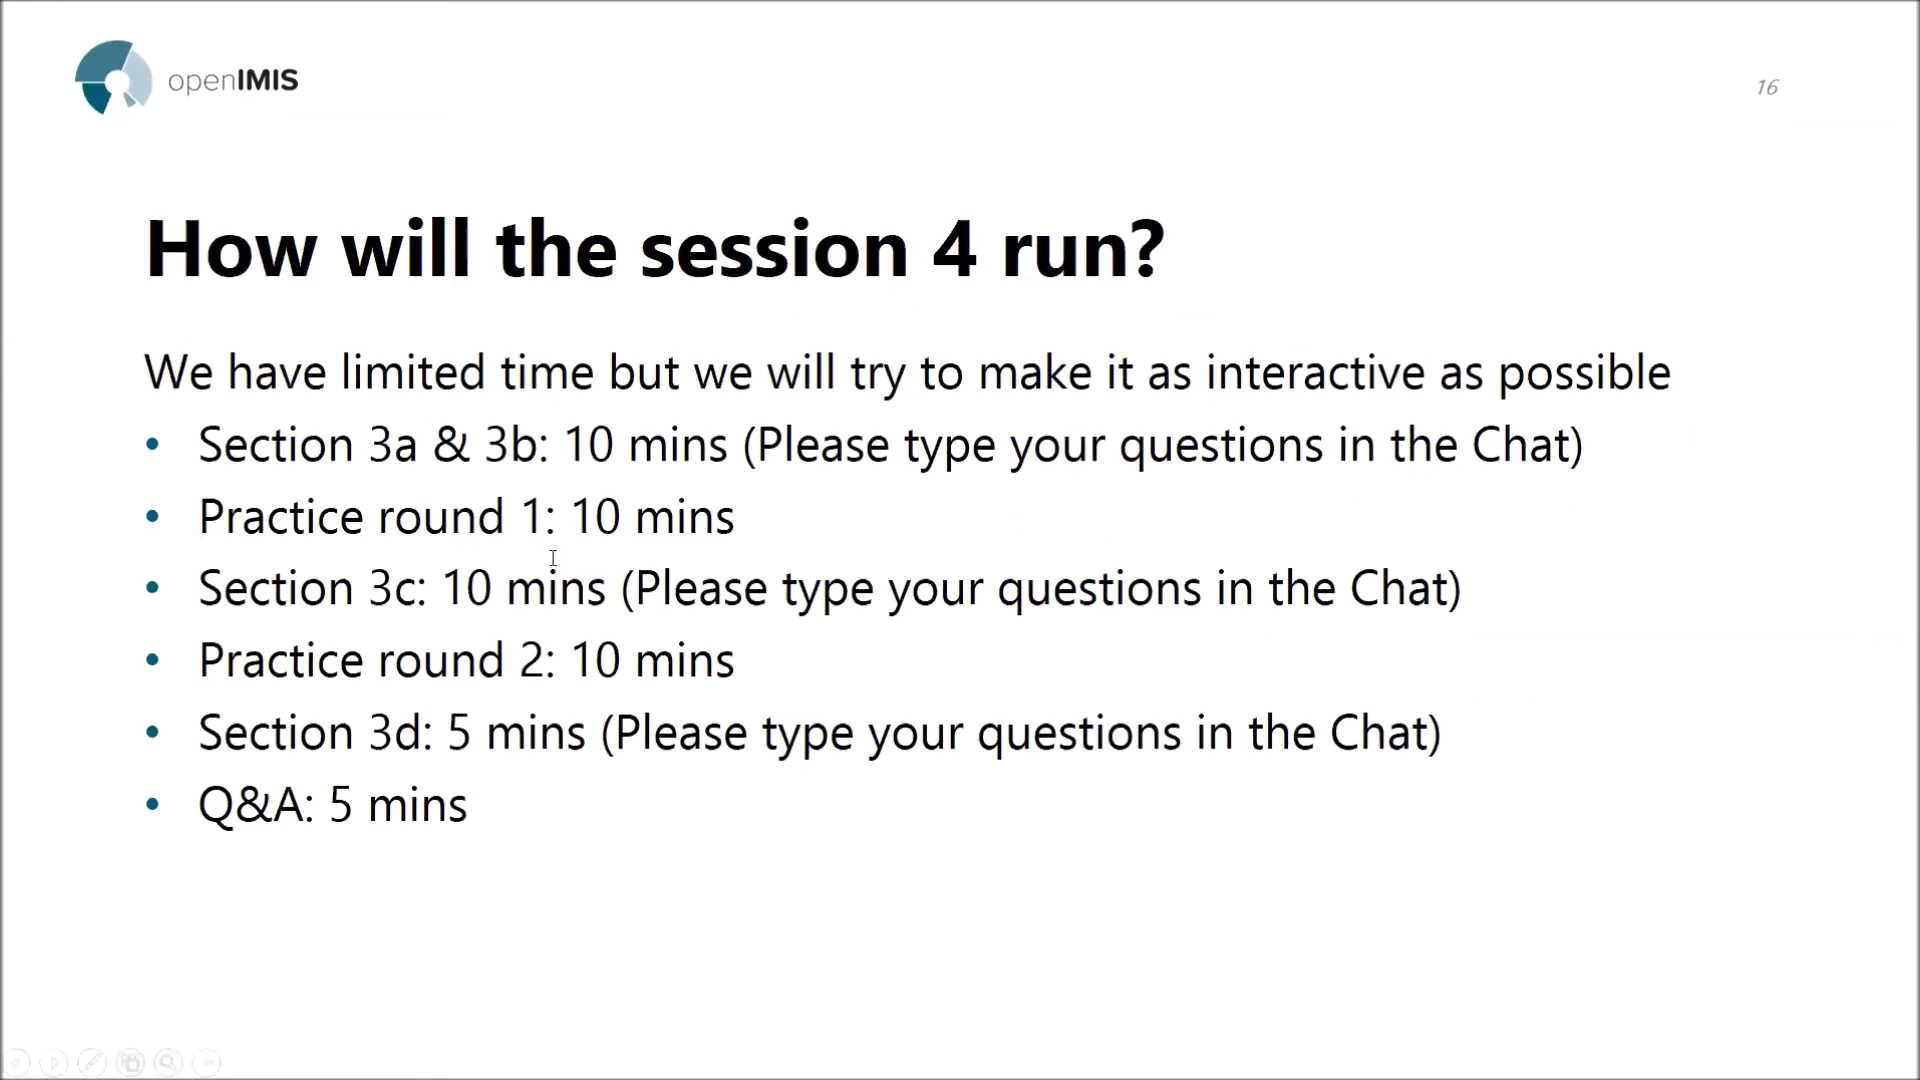 openIMIS
16
How will the session 4 run?
We have limited time but we will try to make it as interactive as possible
• Section 3a & 3b: 10 mins (Please type your questions in the Chat)
• Practice round 1: 10 mins
• Section 3c: 10 mins (Please type your questions in the Chat)
• Practice round 2: 10 mins
• Section 3d: 5 mins (Please type your questions in the Chat)
• Q&A: 5 mins